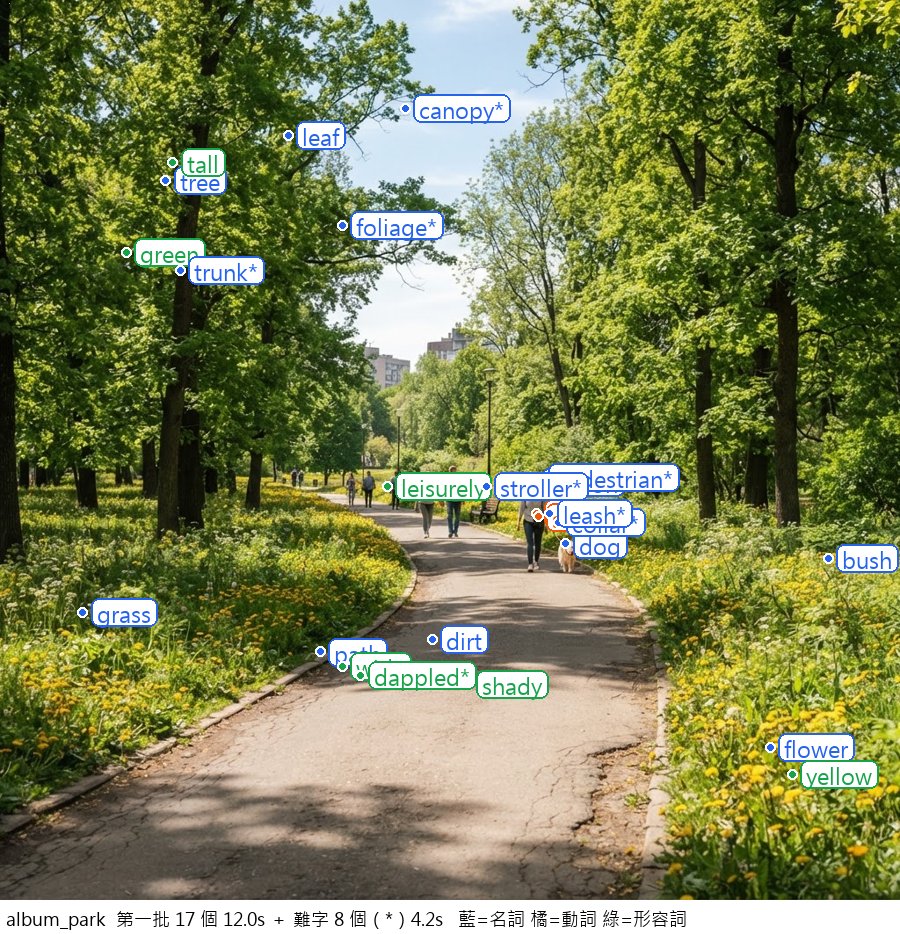 canopy*
leaf
tall
tree
foliage*
green
trunk*
leisurely
stroller*
destrian*
leash*
dog
bush
grass
dirt
path
dappled*
shady
flower
yellow
album_park 第一批 17 個 12.0s + 難字 8 個 ( * ) 4.2s 藍=名詞 橘=動詞 綠=形容詞